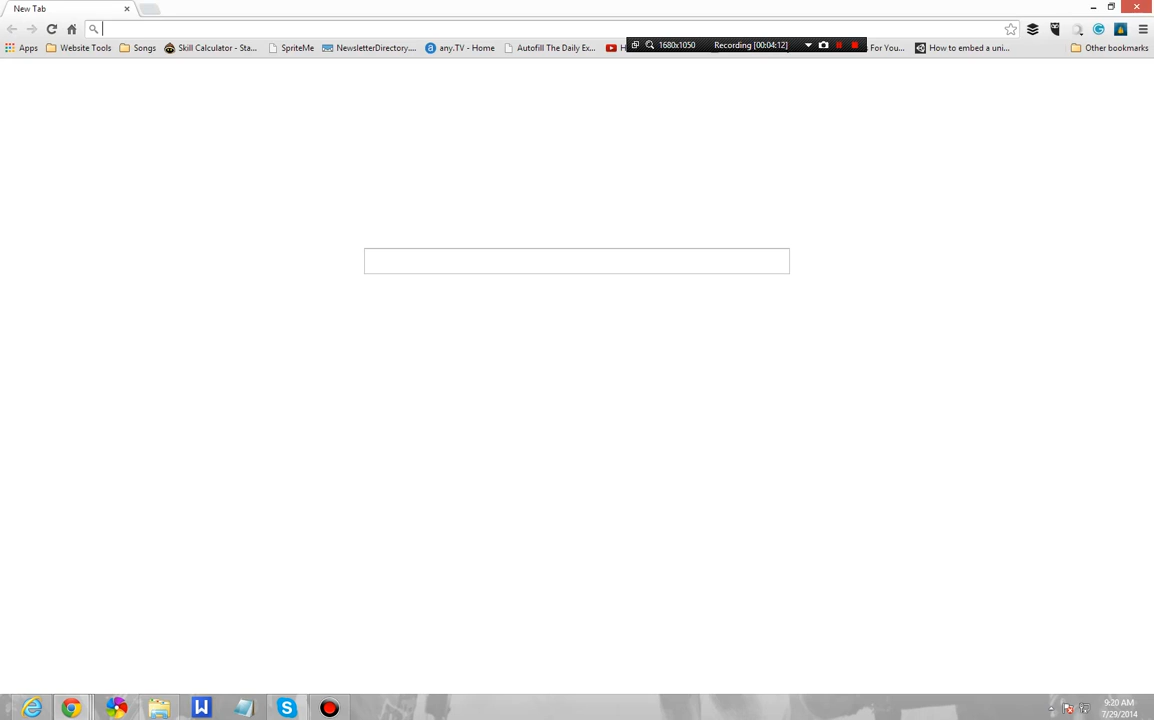 New Tab
1680x1050 Recording [00:04:12]
Apps Website Tools Songs Skill Calculator - Sta... SpriteMe NewsletterDirectory.... any.TV - Home Autofill The Daily Ex... H For You... How to embed a uni... Other bookmarks
W S
9:20 AM
7/29/2014